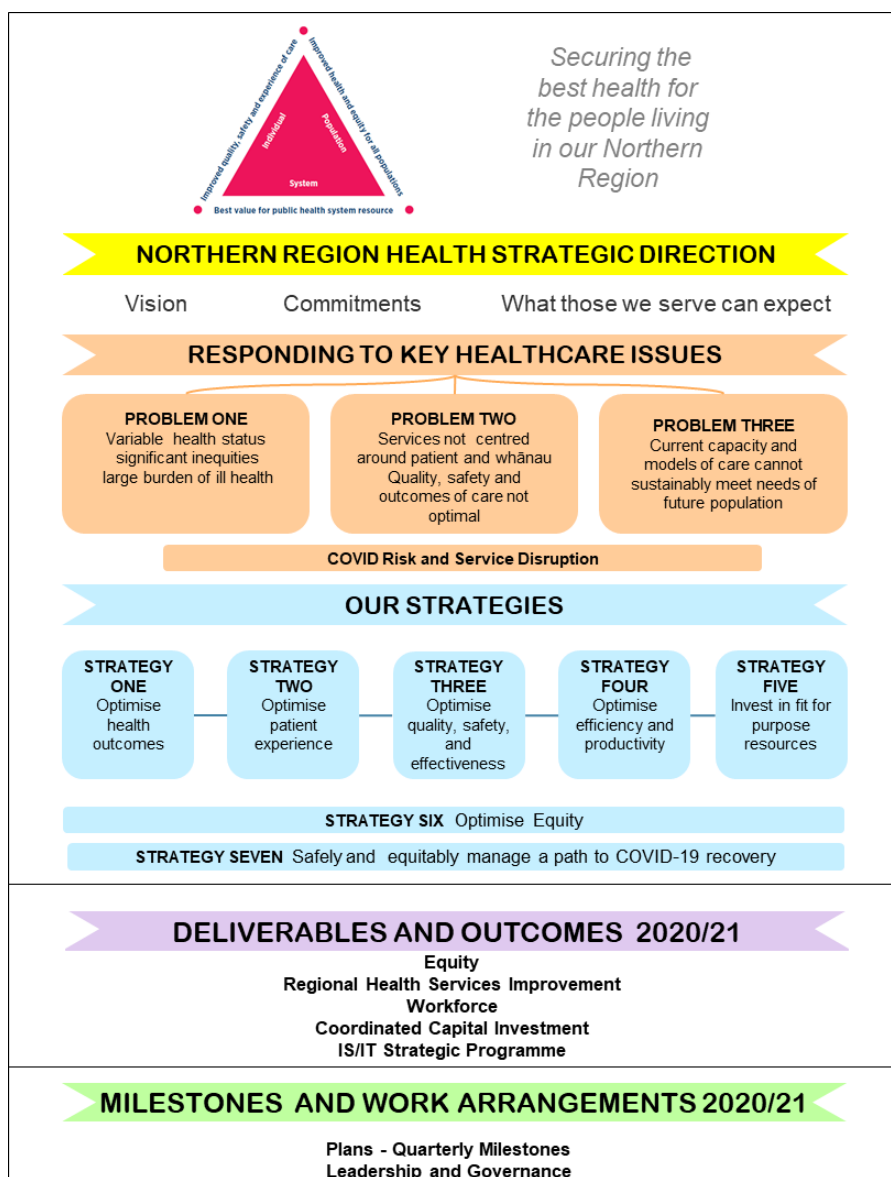 Improved quality, safety and experience of care
Improved health and equity for all populations
Individual
Population
System
Best value for public health system resource
Securing the
best health for
the people living
in our Northern
Region
NORTHERN REGION HEALTH STRATEGIC DIRECTION
Vision
Commitments
What those we serve can expect
RESPONDING TO KEY HEALTHCARE ISSUES
PROBLEM ONE
Variable health status
significant inequities
large burden of ill health
PROBLEM TWO
Services not centred
around patient and whānau
Quality, safety and
outcomes of care not
optimal
PROBLEM THREE
Current capacity and
models of care cannot
sustainably meet needs of
future population
COVID Risk and Service Disruption
OUR STRATEGIES
STRATEGY
ONE
Optimise
health
outcomes
STRATEGY
TWO
Optimise
patient
experience
STRATEGY
THREE
Optimise
quality, safety,
and
effectiveness
STRATEGY
FOUR
Optimise
efficiency and
productivity
STRATEGY
FIVE
Invest in fit for
purpose
resources
STRATEGY SIX Optimise Equity
STRATEGY SEVEN Safely and equitably manage a path to COVID-19 recovery
DELIVERABLES AND OUTCOMES 2020/21
Equity
Regional Health Services Improvement
Workforce
Coordinated Capital Investment
IS/IT Strategic Programme
MILESTONES AND WORK ARRANGEMENTS 2020/21
Plans - Quarterly Milestones
Leadership and Governance